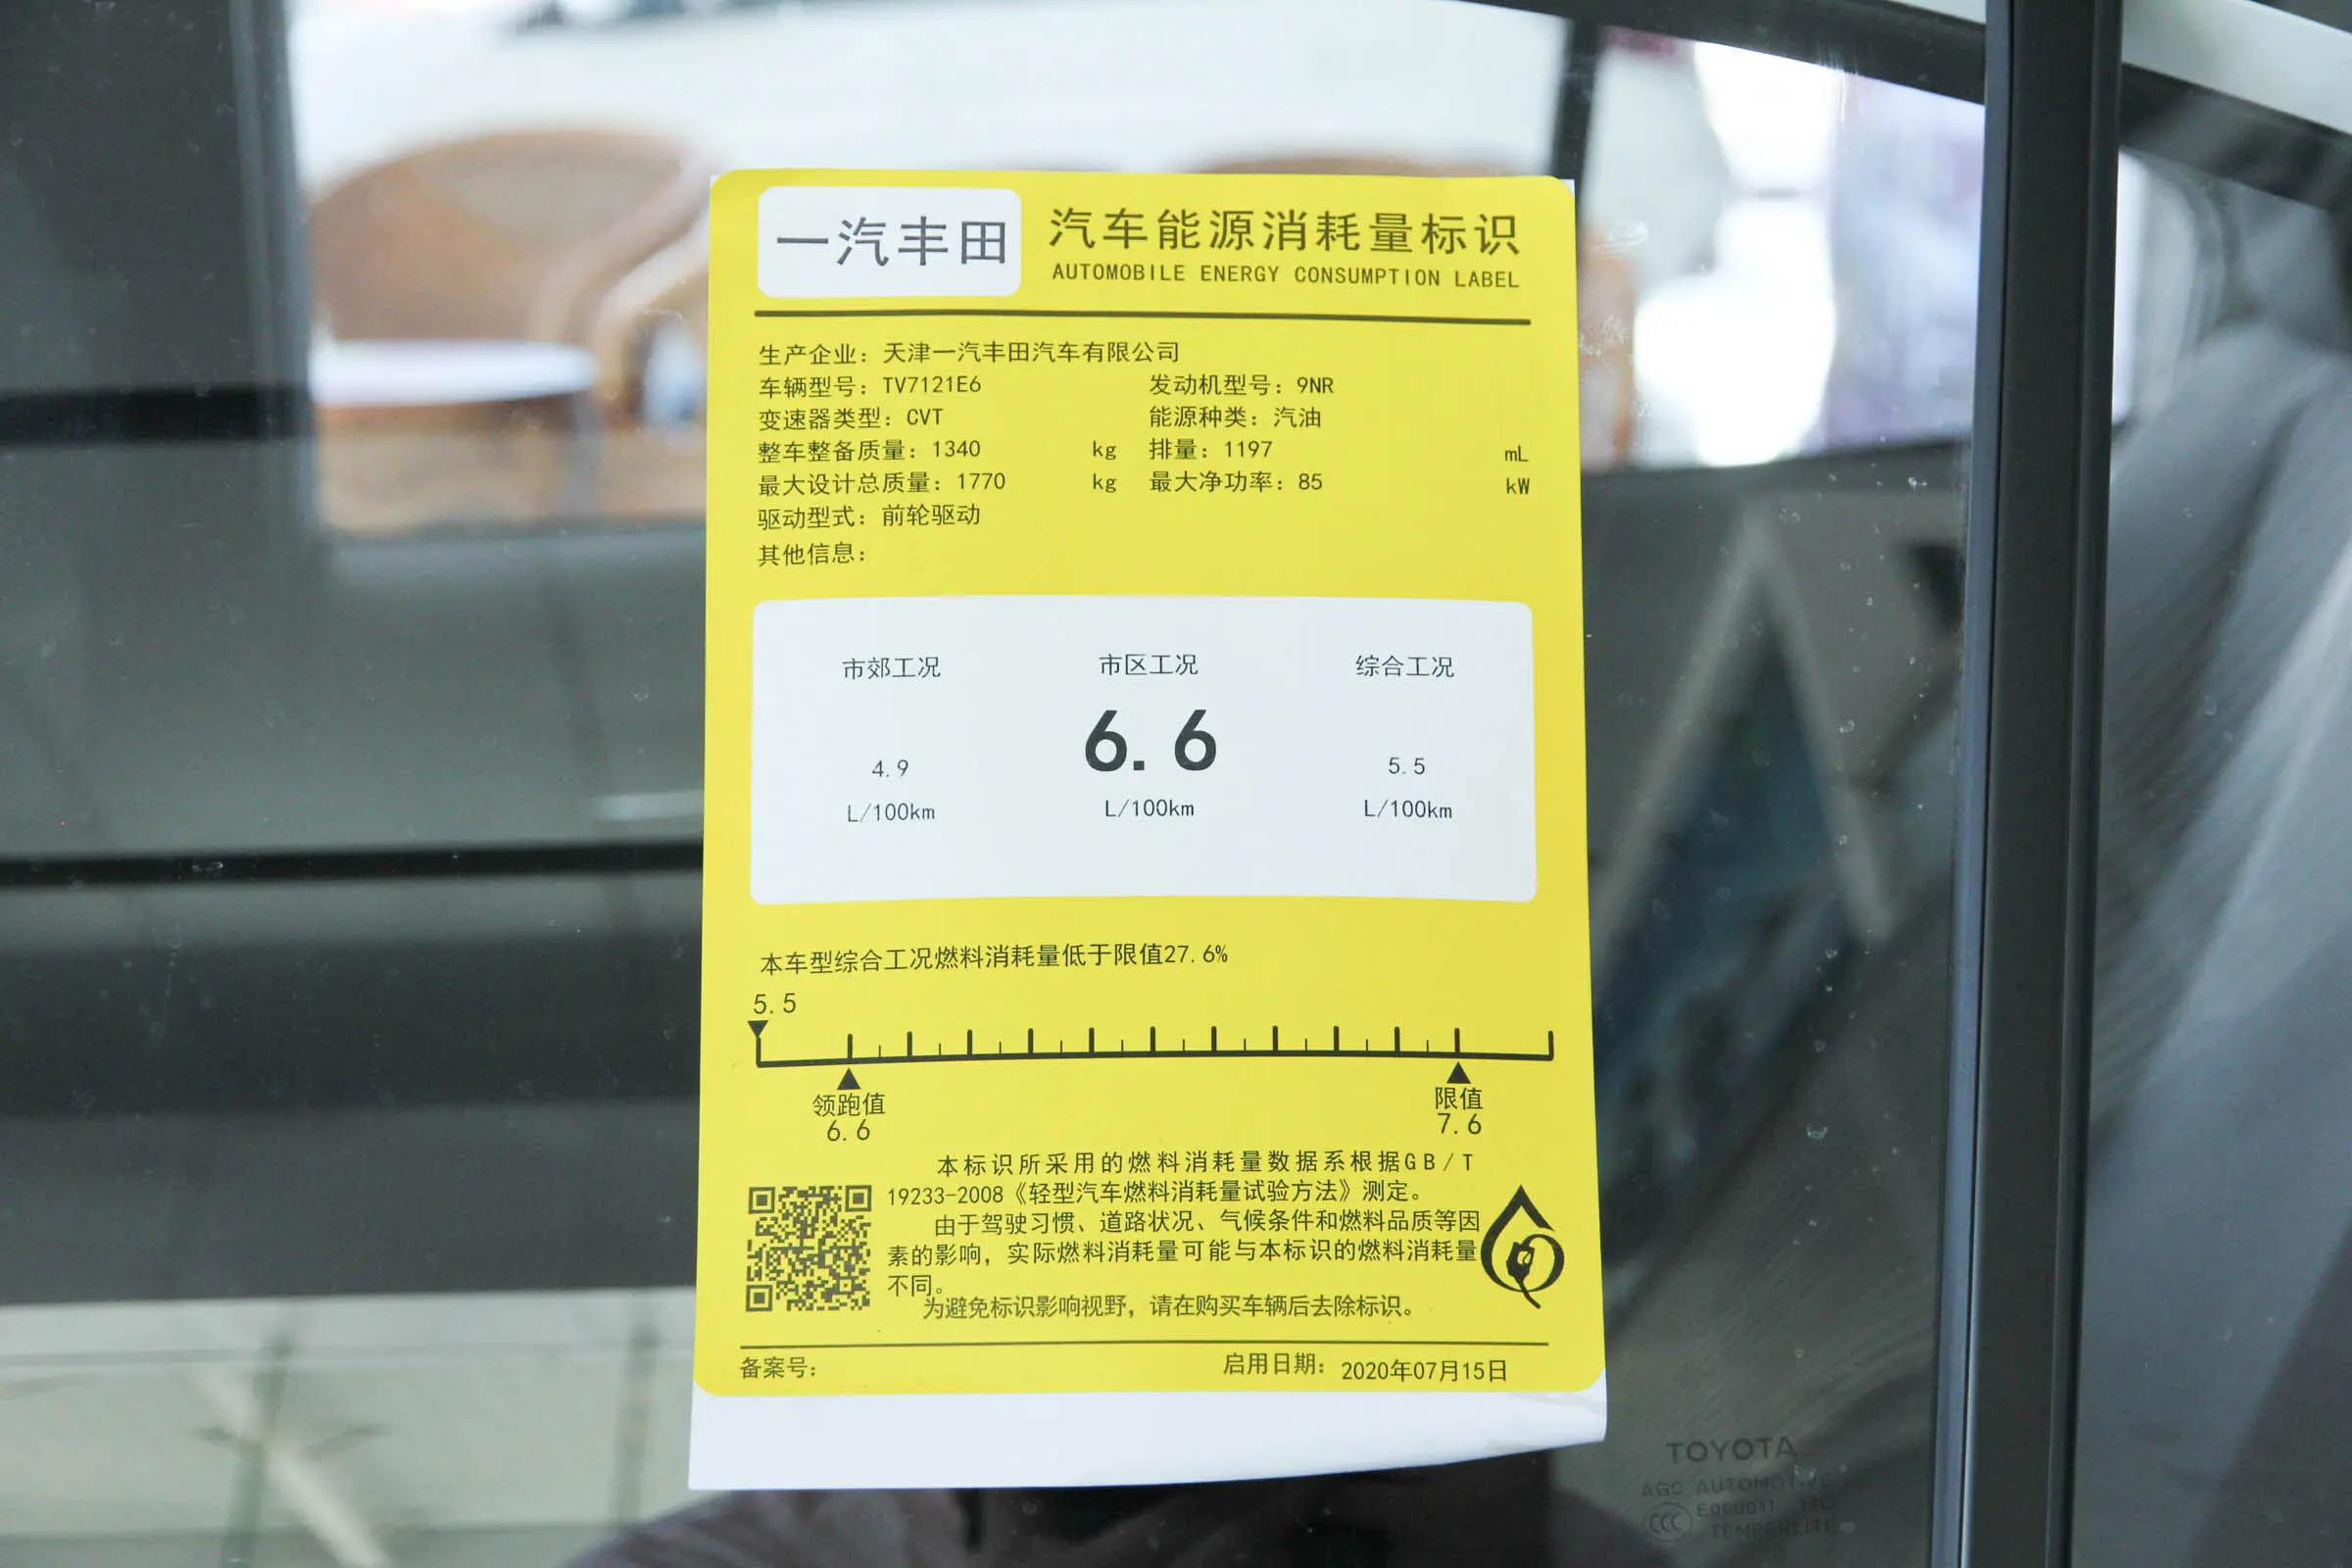 一汽丰田
汽车能源消耗量标识
AUTOMOBILE ENERGY CONSUMPTION LABEL
生产企业：天津一汽丰田汽车有限公司
车辆型号：TV7121E6 发动机型号：9NR
变速器类型：CVT 能源种类：汽油
整车整备质量：1340 kg 排量：1197 mL
最大设计总质量：1770 kg 最大净功率：85 kW
驱动型式：前轮驱动
其他信息：
市郊工况 市区工况 综合工况
4.9 6.6 5.5
L/100km L/100km L/100km
本车型综合工况燃料消耗量低于限值27.6%
5.5
领跑值 限值
6.6 7.6
本标识所采用的燃料消耗量数据系根据GB/T
19233-2008《轻型汽车燃料消耗量试验方法》测定。
由于驾驶习惯、道路状况、气候条件和燃料品质等因
素的影响，实际燃料消耗量可能与本标识的燃料消耗量
不同。
为避免标识影响视野，请在购买车辆后去除标识。
备案号： 启用日期：2020年07月15日
TOYOTA
AGC AUTOMOTIVE
CCC
TEMPERLITE